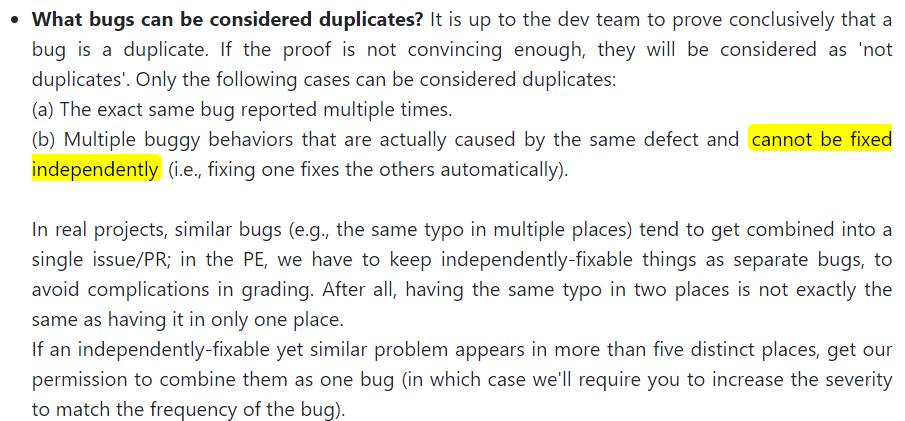 • What bugs can be considered duplicates? It is up to the dev team to prove conclusively that a
bug is a duplicate. If the proof is not convincing enough, they will be considered as 'not
duplicates'. Only the following cases can be considered duplicates:
(a) The exact same bug reported multiple times.
(b) Multiple buggy behaviors that are actually caused by the same defect and cannot be fixed
independently (i.e., fixing one fixes the others automatically).
In real projects, similar bugs (e.g., the same typo in multiple places) tend to get combined into a
single issue/PR; in the PE, we have to keep independently-fixable things as separate bugs, to
avoid complications in grading. After all, having the same typo in two places is not exactly the
same as having it in only one place.
If an independently-fixable yet similar problem appears in more than five distinct places, get our
permission to combine them as one bug (in which case we'll require you to increase the severity
to match the frequency of the bug).